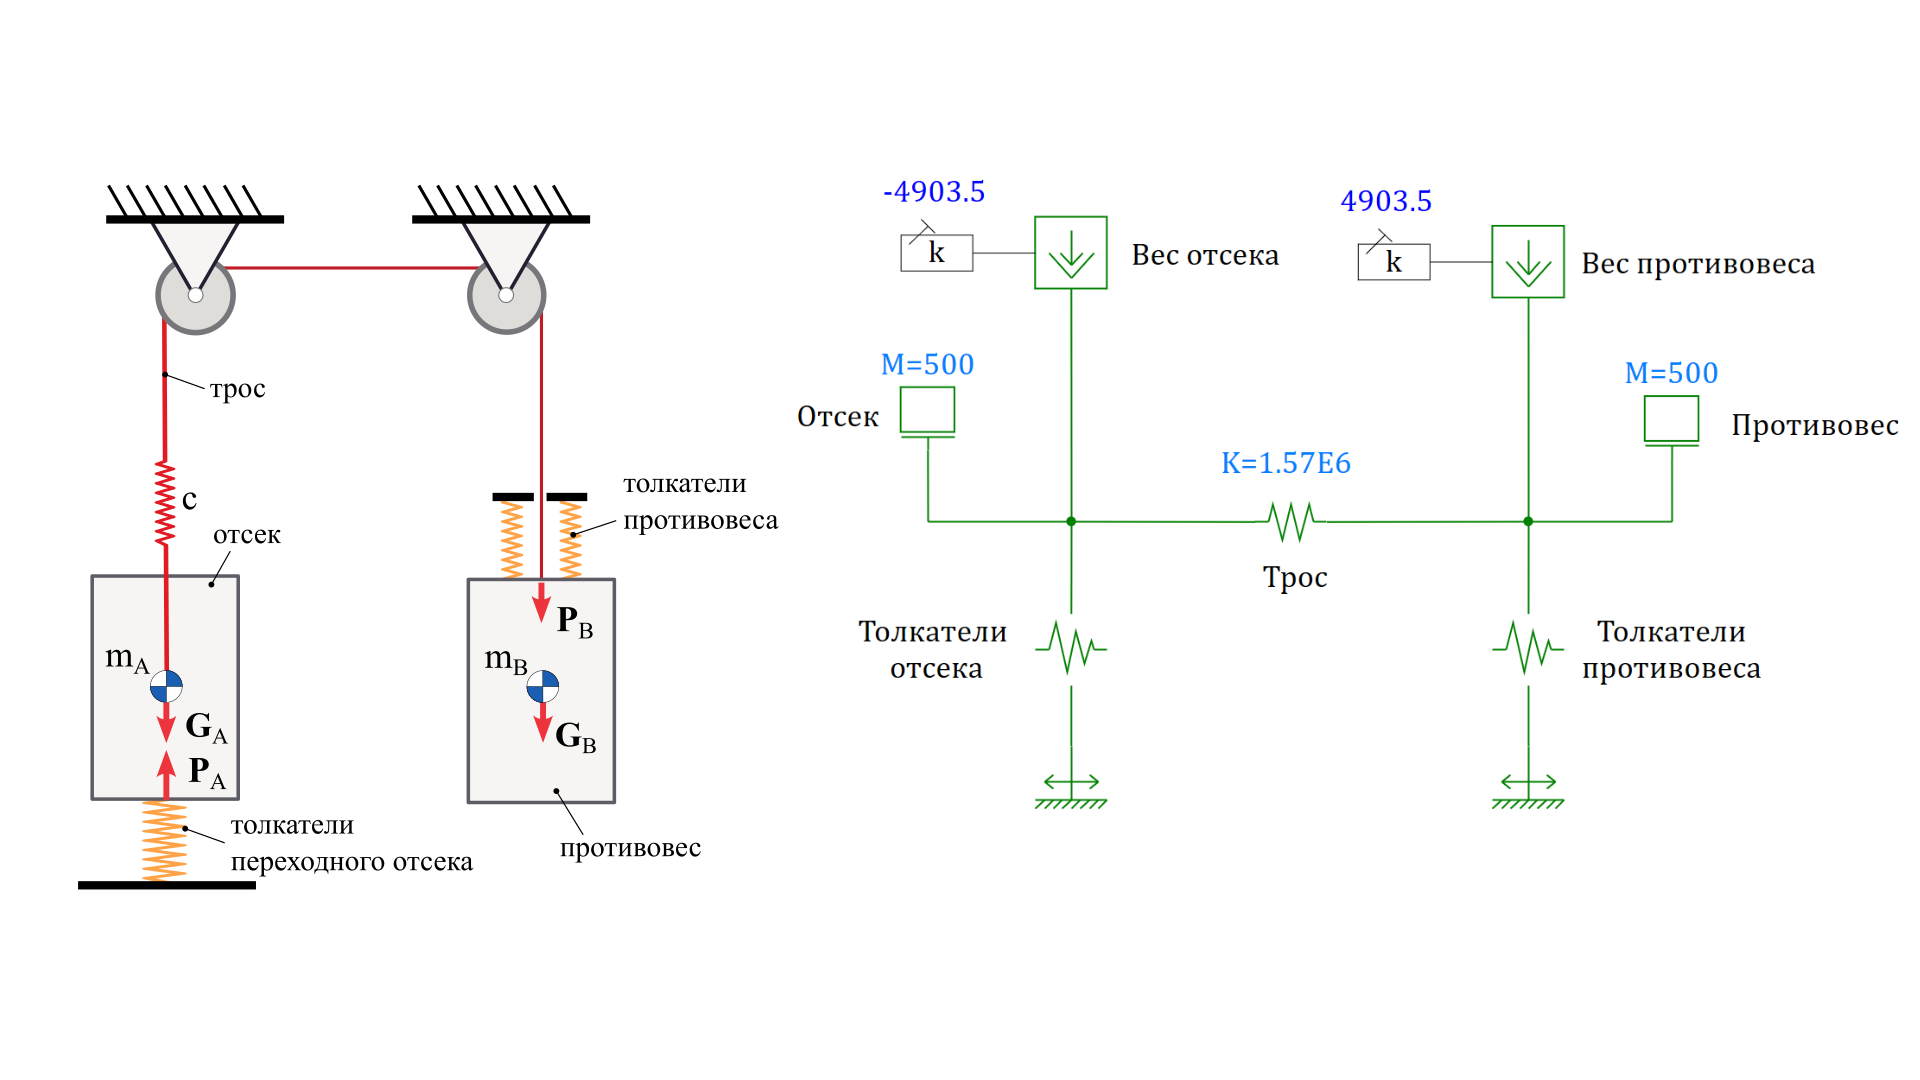 трос
с
отсек
m_A
G_A
P_A
толкатели
переходного отсека
толкатели
противовеса
P_B
m_B
G_B
противовес
-4903.5
k
Вес отсека
M=500
Отсек
K=1.57E6
Трос
Толкатели
отсека
4903.5
k
Вес противовеса
M=500
Противовес
Толкатели
противовеса